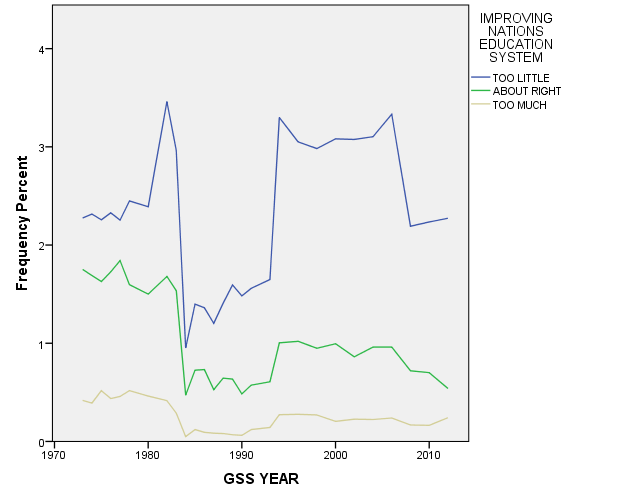 IMPROVING
NATIONS
EDUCATION
SYSTEM
TOO LITTLE
ABOUT RIGHT
TOO MUCH
Frequency Percent
4
3
2
1
0
1970 1980 1990 2000 2010
GSS YEAR